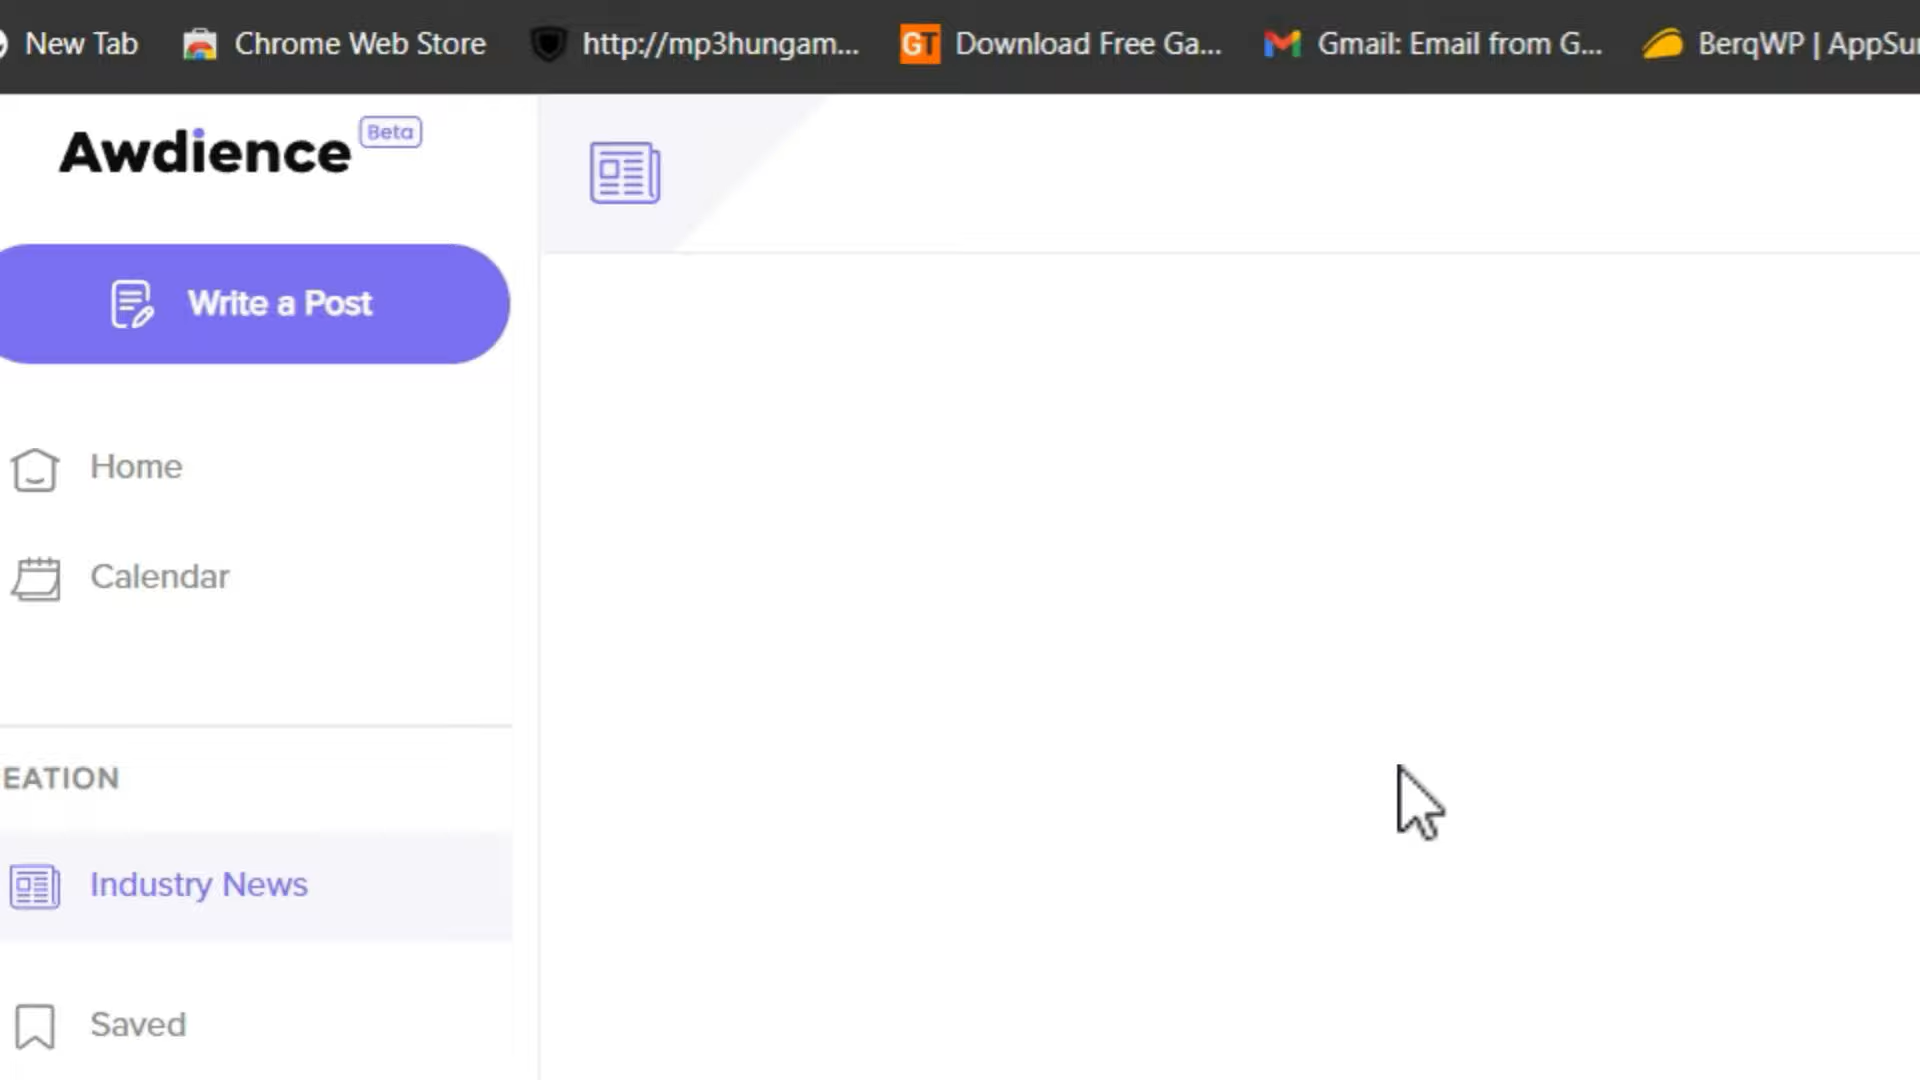 New Tab Chrome Web Store http://mp3hungam... Download Free Ga... Gmail: Email from G... BerqWP | AppSu
Awdience Beta
Write a Post
Home
Calendar
EATION
Industry News
Saved